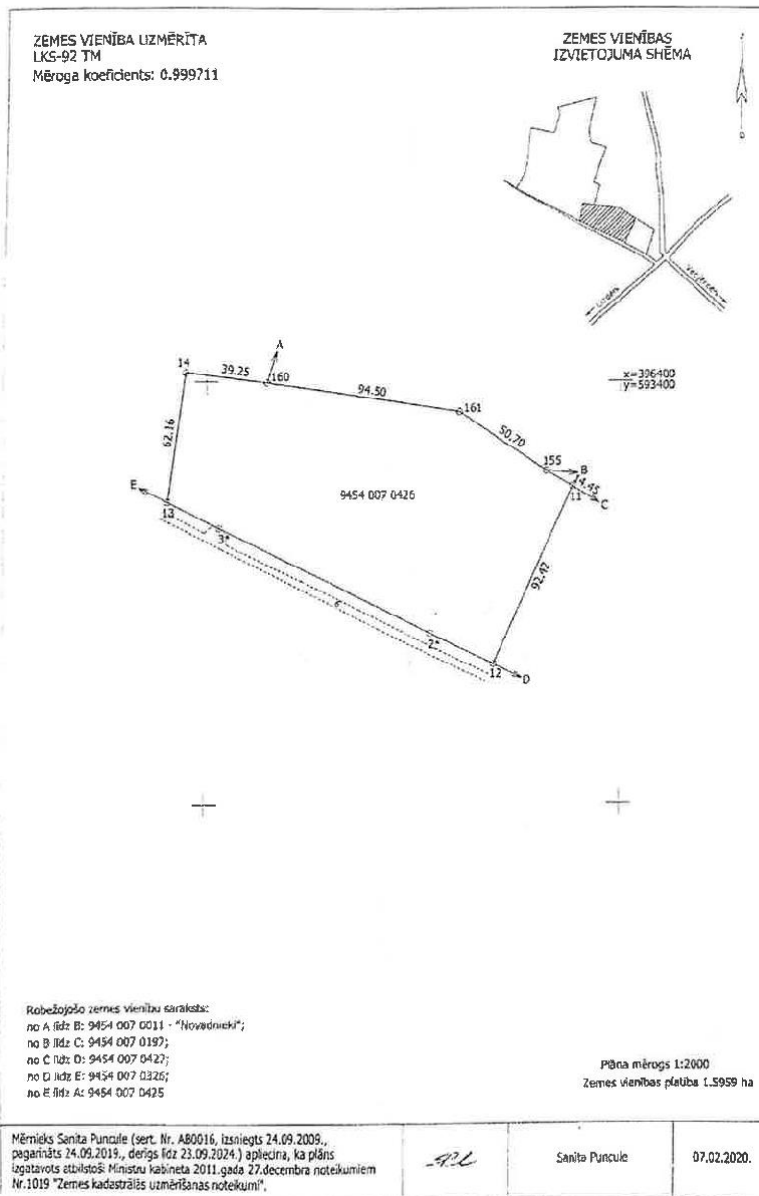 ZEMES VIENĪBA UZMĒRĪTA
LKS-92 TM
Mēroga koeficients: 0.999711
ZEMES VIENĪBAS
IZVIETOJUMA SHĒMA
A
14
39.25
160
94.50
161
x=396400
y=593400
50.70
155
B
14.45
11
C
62.16
E
13
9454 007 0426
3*
92.47
2*
12
D
Robežojošo zemes vienību saraksts:
no A līdz B: 9454 007 0011 - "Novadnieki";
no B līdz C: 9454 007 0197;
no C līdz D: 9454 007 0427;
no D līdz E: 9454 007 0326;
no E līdz A: 9454 007 0425
Plāna mērogs 1:2000
Zemes vienības platība 1.5959 ha
Mērnieks Sanita Puncule (sert. Nr. AB0016, izsniegts 24.09.2009.,
pagarināts 24.09.2019., derīgs līdz 23.09.2024.) apliecina, ka plāns
izgatavots atbilstoši Ministru kabineta 2011.gada 27.decembra noteikumiem
Nr.1019 "Zemes kadastrālās uzmērīšanas noteikumi".
Sanita Puncule
07.02.2020.